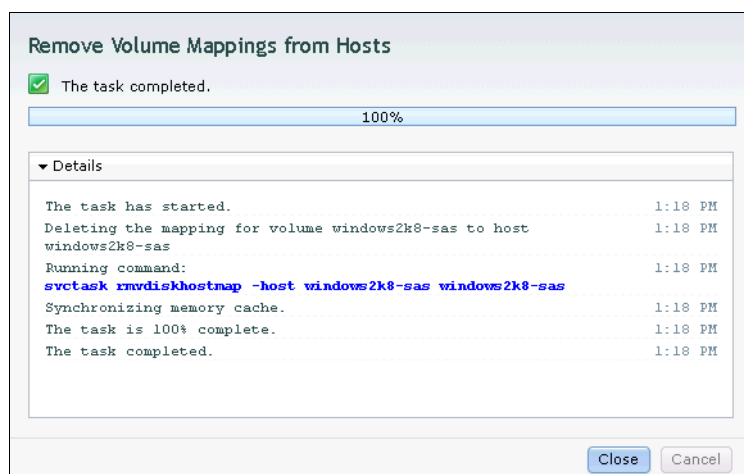 Remove Volume Mappings from Hosts
The task completed.
100%
Details
The task has started. 1:18 PM
Deleting the mapping for volume windows2k8-sas to host 1:18 PM
windows2k8-sas
Running command: 1:18 PM
svctask rmvdiskhostmap -host windows2k8-sas windows2k8-sas
Synchronizing memory cache. 1:18 PM
The task is 100% complete. 1:18 PM
The task completed. 1:18 PM
Close Cancel